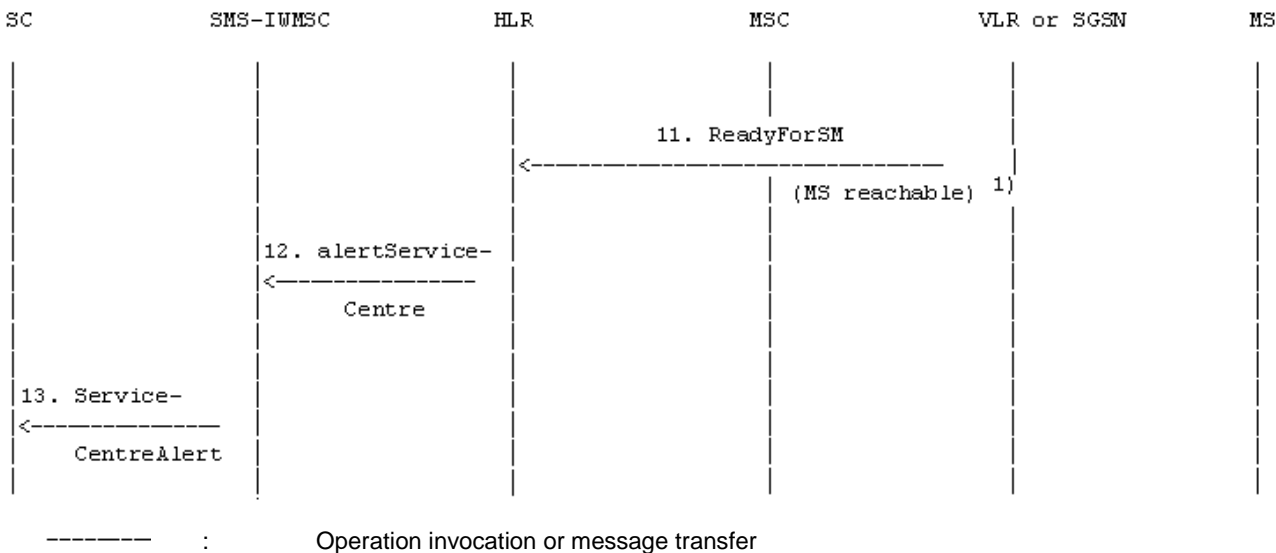 SC SMS-IWMSC HLR MSC VLR or SGSN MS
11. ReadyForSM
(MS reachable) 1)
12. alertService-
Centre
13. Service-
CentreAlert
: Operation invocation or message transfer